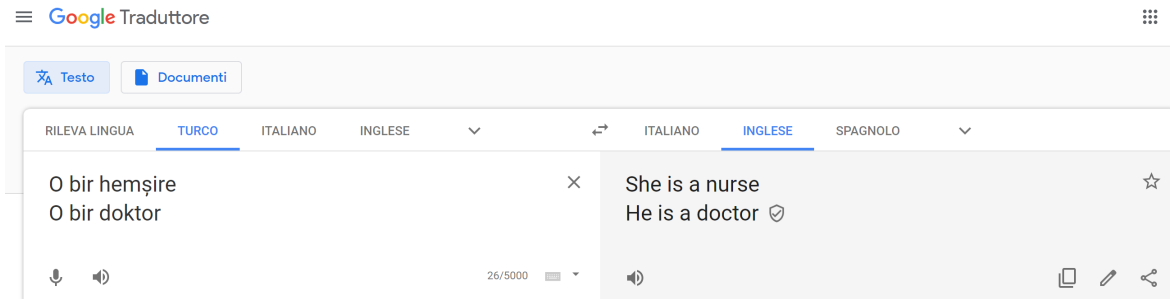 Google Traduttore
Testo
Documenti
RILEVA LINGUA TURCO ITALIANO INGLESE ITALIANO INGLESE SPAGNOLO
O bir hemşire
O bir doktor
26/5000
She is a nurse
He is a doctor